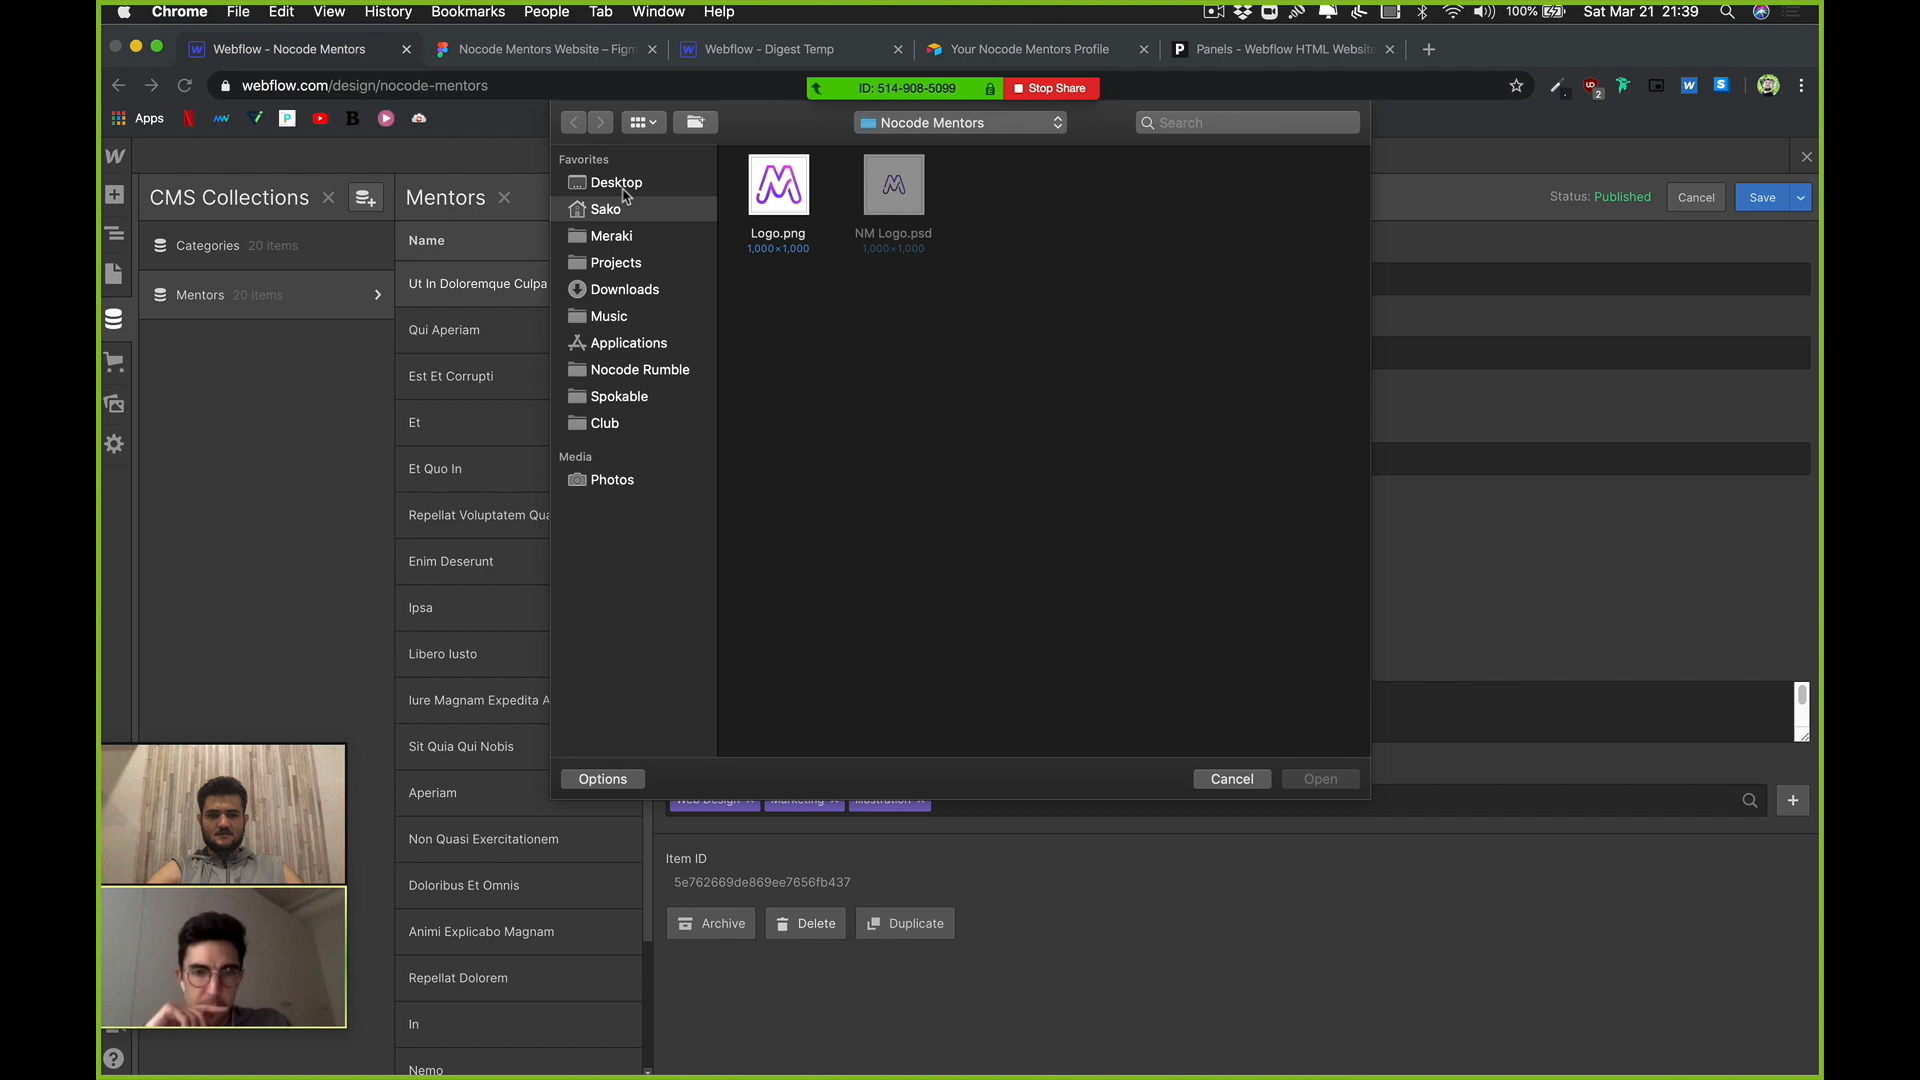 Chrome File Edit View History Bookmarks People Tab Window Help
100% Sat Mar 21 21:39
Webflow - Nocode Mentors
Nocode Mentors Website – Figm
Webflow - Digest Temp
Your Nocode Mentors Profile
Panels - Webflow HTML Website
webflow.com/design/nocode-mentors
ID: 514-908-5099
Stop Share
2
Apps
Nocode Mentors
Search
CMS Collections
Mentors
Status: Published
Cancel
Save
Categories 20 items
Mentors 20 items
Name
Ut In Doloremque Culpa
Qui Aperiam
Est Et Corrupti
Et
Et Quo In
Repellat Voluptatem Qua
Enim Deserunt
Ipsa
Libero Iusto
Iure Magnam Expedita A
Sit Quia Qui Nobis
Aperiam
Non Quasi Exercitationem
Doloribus Et Omnis
Animi Explicabo Magnam
Repellat Dolorem
In
Nemo
Favorites
Desktop
Sako
Meraki
Projects
Downloads
Music
Applications
Nocode Rumble
Spokable
Club
Media
Photos
Logo.png
1,000×1,000
NM Logo.psd
1,000×1,000
Options
Cancel
Open
Web Design
Marketing
Illustration
Item ID
5e762669de869ee7656fb437
Archive
Delete
Duplicate